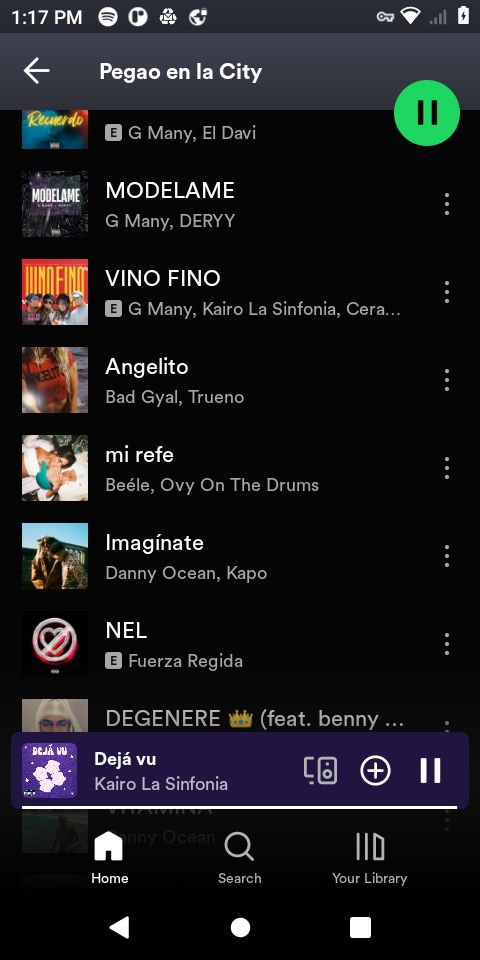 1:17 PM
Pegao en la City
Recuerdo
E G Many, El Davi
MODELAME
MODELAME
G Many, DERYY
VINO FINO
VINO FINO
E G Many, Kairo La Sinfonia, Cera...
Angelito
Bad Gyal, Trueno
mi refe
Beéle, Ovy On The Drums
Imagínate
Danny Ocean, Kapo
NEL
E Fuerza Regida
DEGENERE 👑 (feat. benny ...
DEJÁ VU
Dejá vu
Kairo La Sinfonia
VITAMINA
Danny Ocean
Home
Search
Your Library